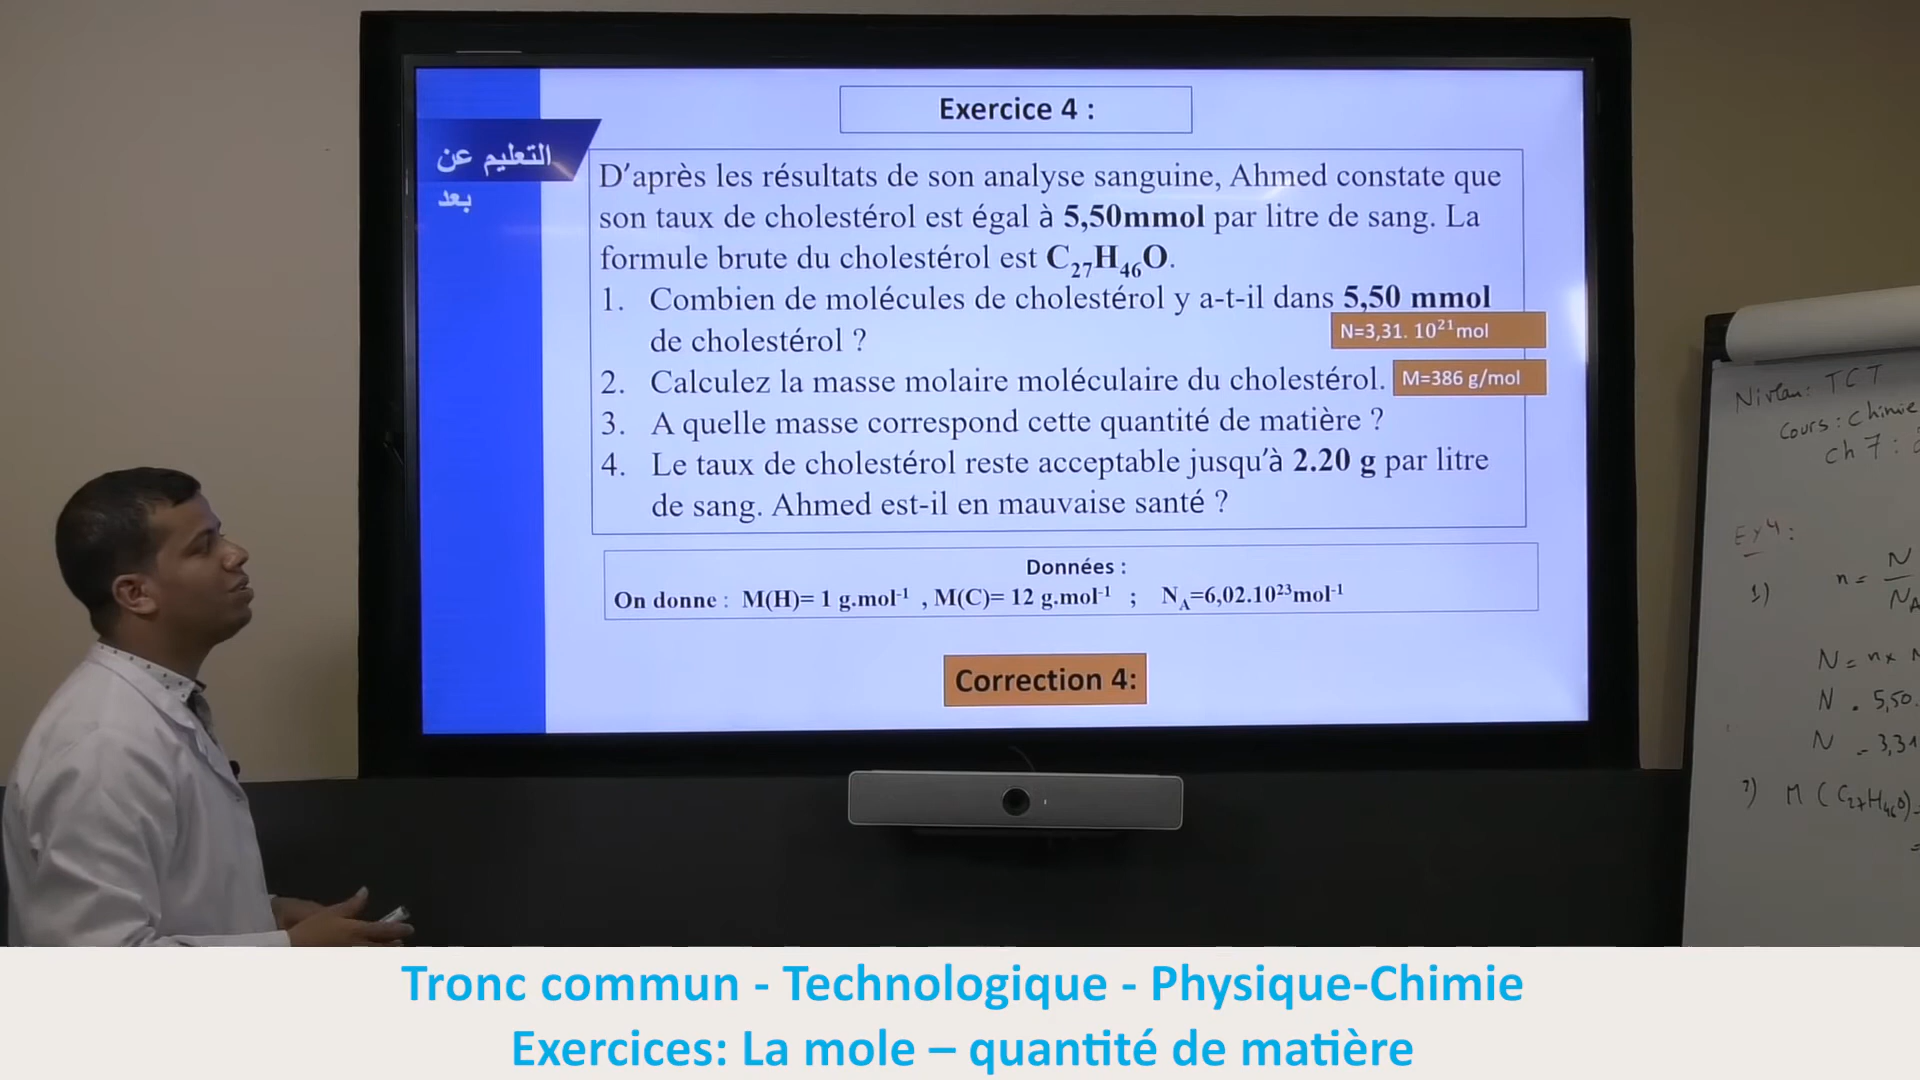 Exercice 4 :
التعليم عن
بعد
D'après les résultats de son analyse sanguine, Ahmed constate que
son taux de cholestérol est égal à 5,50mmol par litre de sang. La
formule brute du cholestérol est C₂₇H₄₆O.
1. Combien de molécules de cholestérol y a-t-il dans 5,50 mmol
de cholestérol ?
N=3,31. 10²¹mol
2. Calculez la masse molaire moléculaire du cholestérol.
M=386 g/mol
3. A quelle masse correspond cette quantité de matière ?
4. Le taux de cholestérol reste acceptable jusqu'à 2.20 g par litre
de sang. Ahmed est-il en mauvaise santé ?
Données :
On donne : M(H)= 1 g.mol⁻¹ , M(C)= 12 g.mol⁻¹ ; N_A=6,02.10²³mol⁻¹
Correction 4:
Niveau: TCT
Cours: chimie
Ch 7 :
Ex 4 :
1) n = N / N_A
N = n x
N = 5,50.
N = 3,31
2) M (C₂₇H₄₆O) =
Tronc commun - Technologique - Physique-Chimie
Exercices: La mole – quantité de matière